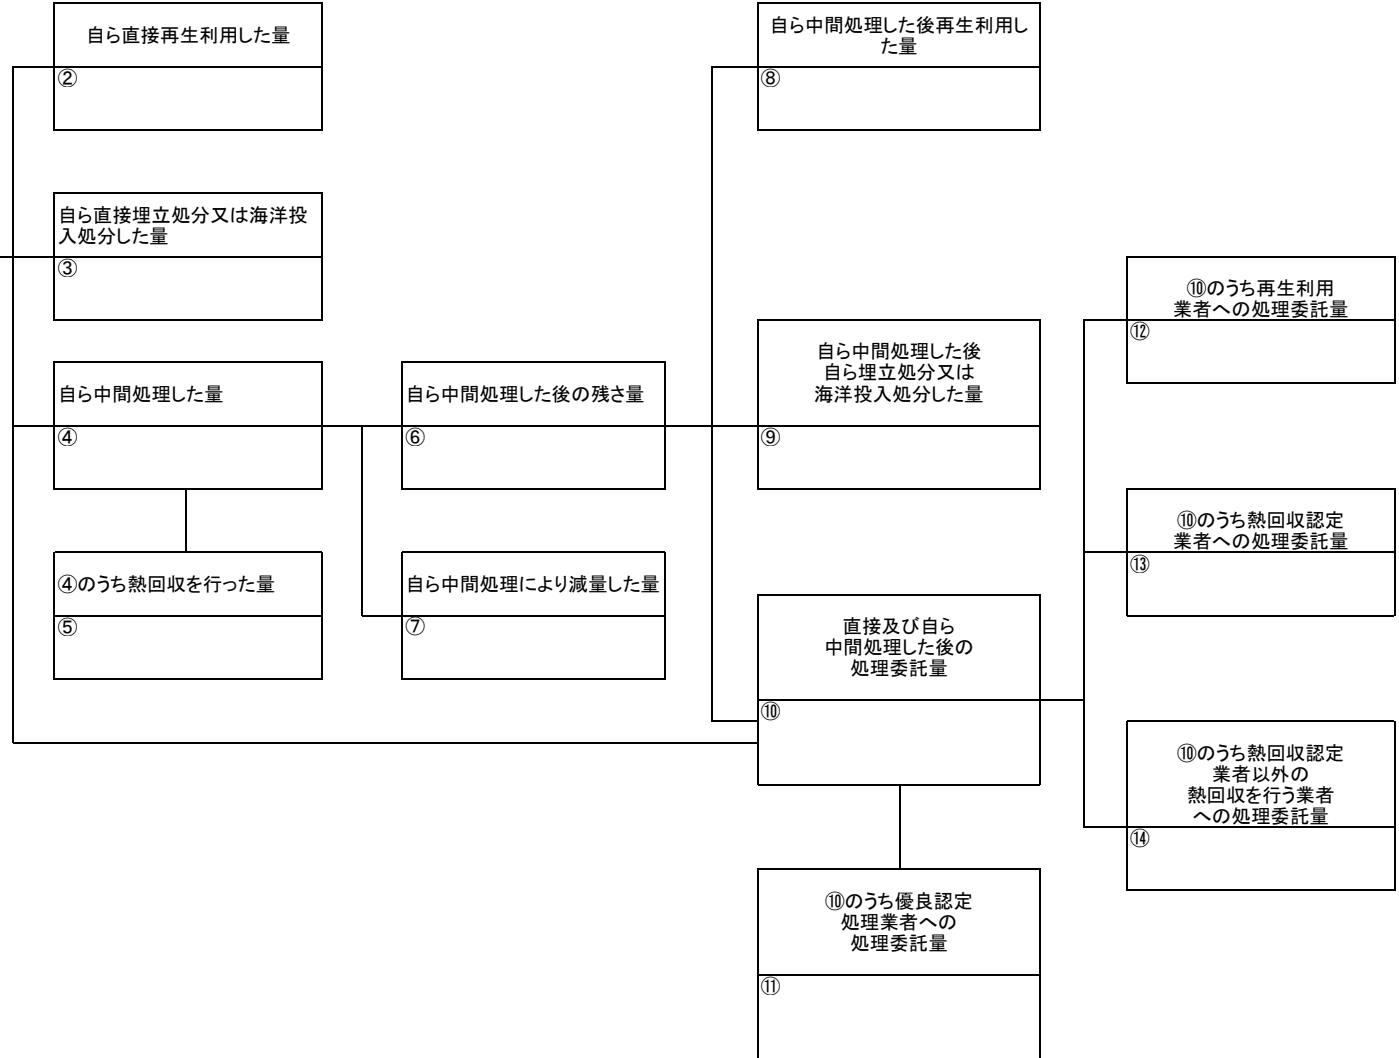 自ら直接再生利用した量
②
自ら直接埋立処分又は海洋投
入処分した量
③
自ら中間処理した量
④
④のうち熱回収を行った量
⑤
自ら中間処理した後の残さ量
⑥
自ら中間処理により減量した量
⑦
自ら中間処理した後再生利用し
た量
⑧
自ら中間処理した後
自ら埋立処分又は
海洋投入処分した量
⑨
直接及び自ら
中間処理した後の
処理委託量
⑩
⑩のうち優良認定
処理業者への
処理委託量
⑪
⑩のうち再生利用
業者への処理委託量
⑫
⑩のうち熱回収認定
業者への処理委託量
⑬
⑩のうち熱回収認定
業者以外の
熱回収を行う業者
への処理委託量
⑭